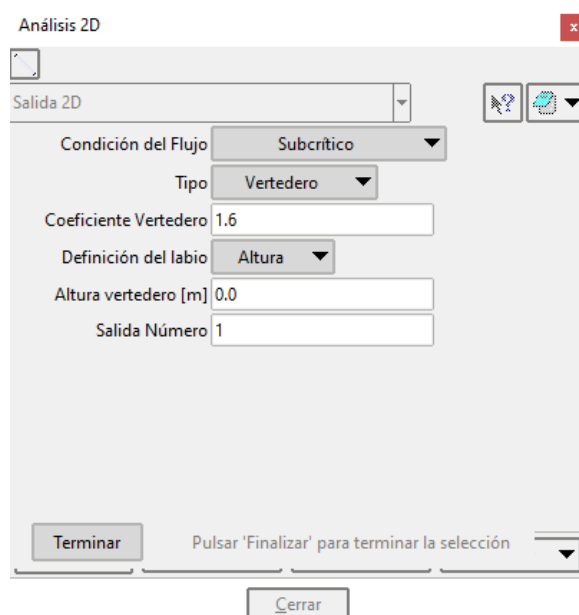 Análisis 2D
x
Salida 2D
Condición del Flujo Subcrítico
Tipo Vertedero
Coeficiente Vertedero 1.6
Definición del labio Altura
Altura vertedero [m] 0.0
Salida Número 1
Terminar Pulsar 'Finalizar' para terminar la selección
Cerrar